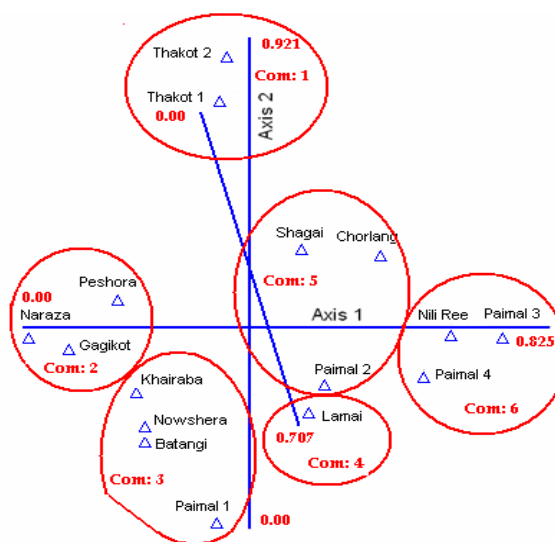 Thakot 2
0.921
Com: 1
Thakot 1
0.00
Axis 2
Shagai
Chorlang
Com: 5
Peshora
0.00
Naraza
Gagikot
Com: 2
Axis 1
Nili Ree
Paimal 3
0.825
Paimal 4
Com: 6
Khairaba
Nowshera
Batangi
Com: 3
Paimal 1
Paimal 2
Lamai
0.707
Com: 4
0.00